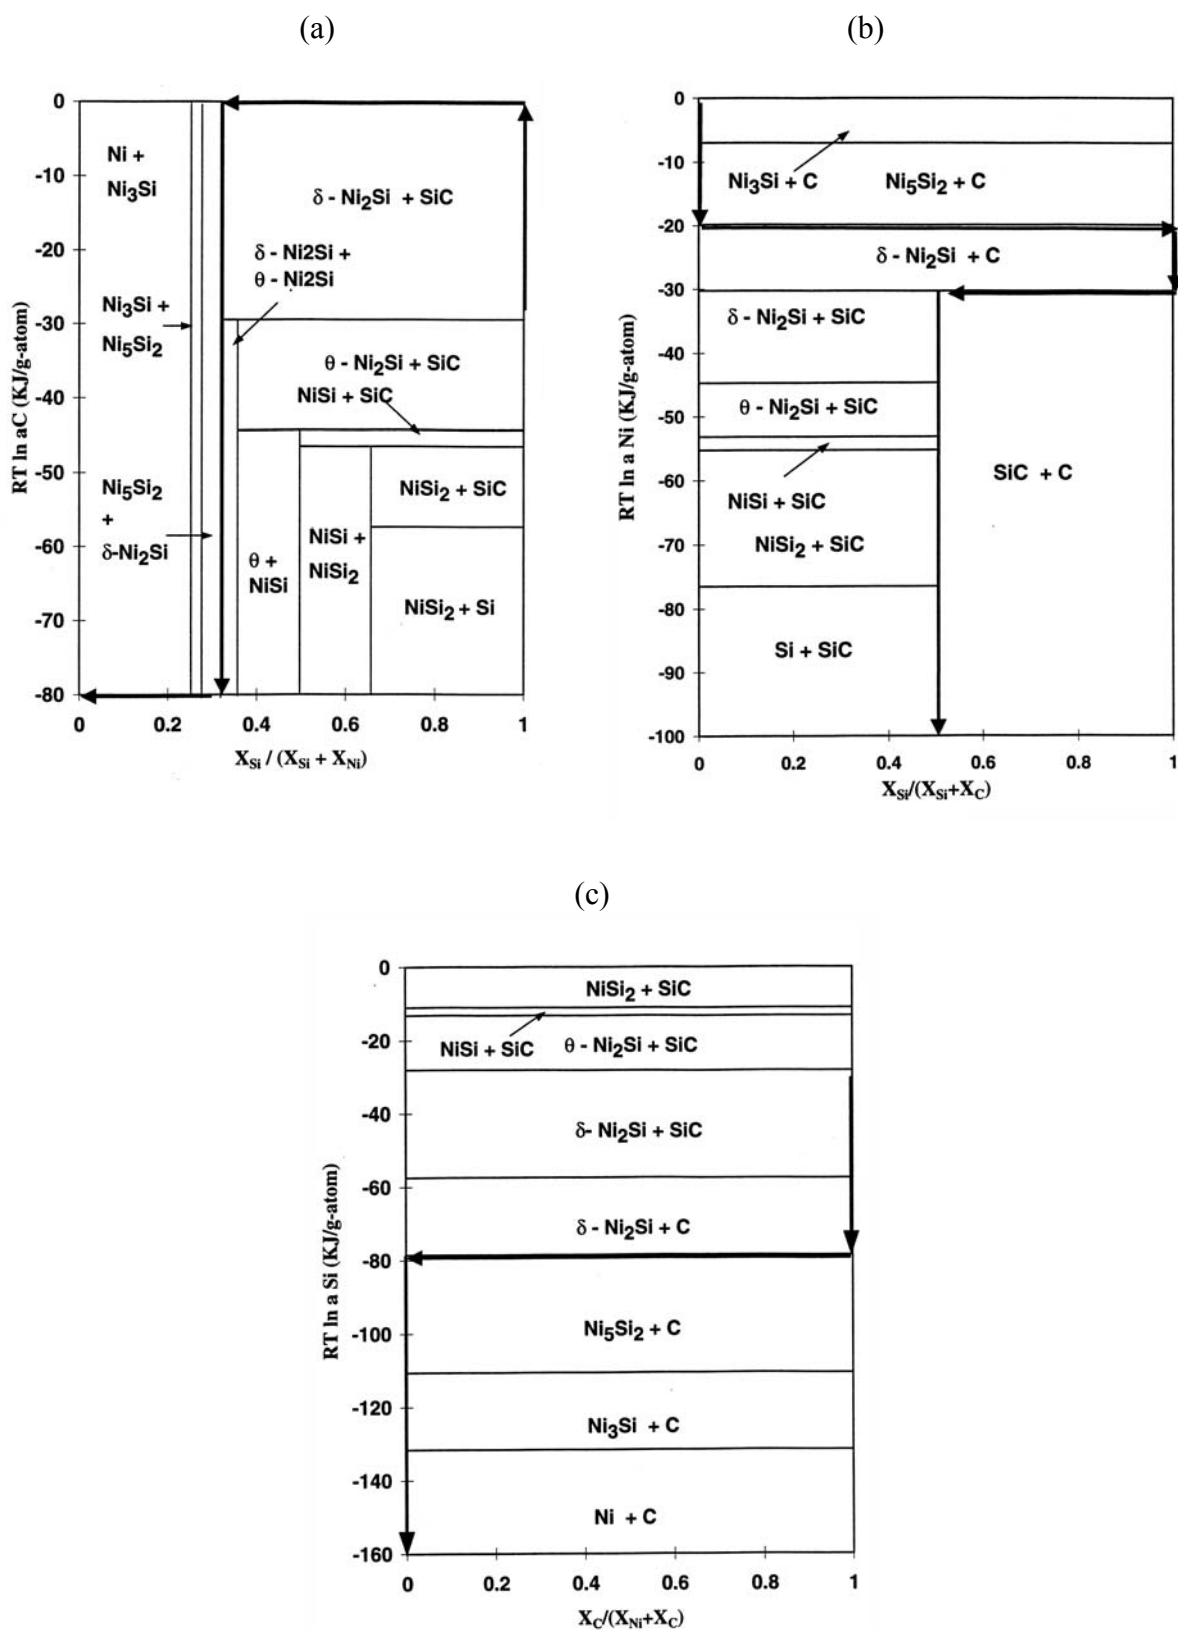 (a)
0
-10
-20
-30
-40
-50
-60
-70
-80
RT ln aC (KJ/g-atom)
Ni +
Ni3Si
δ - Ni2Si + SiC
δ - Ni2Si +
θ - Ni2Si
Ni3Si +
Ni5Si2
θ - Ni2Si + SiC
NiSi + SiC
Ni5Si2
+
δ-Ni2Si
NiSi2 + SiC
NiSi +
NiSi2
θ +
NiSi
NiSi2 + Si
0 0.2 0.4 0.6 0.8 1
XSi / (XSi + XNi)
(b)
0
-10
-20
-30
-40
-50
-60
-70
-80
-90
-100
RT ln a Ni (KJ/g-atom)
Ni3Si + C
Ni5Si2 + C
δ - Ni2Si + C
δ - Ni2Si + SiC
θ - Ni2Si + SiC
NiSi + SiC
SiC + C
NiSi2 + SiC
Si + SiC
0 0.2 0.4 0.6 0.8 1
XSi/(XSi+XC)
(c)
0
-20
-40
-60
-80
-100
-120
-140
-160
RT ln a Si (KJ/g-atom)
NiSi2 + SiC
NiSi + SiC
θ - Ni2Si + SiC
δ- Ni2Si + SiC
δ - Ni2Si + C
Ni5Si2 + C
Ni3Si + C
Ni + C
0 0.2 0.4 0.6 0.8 1
XC/(XNi+XC)